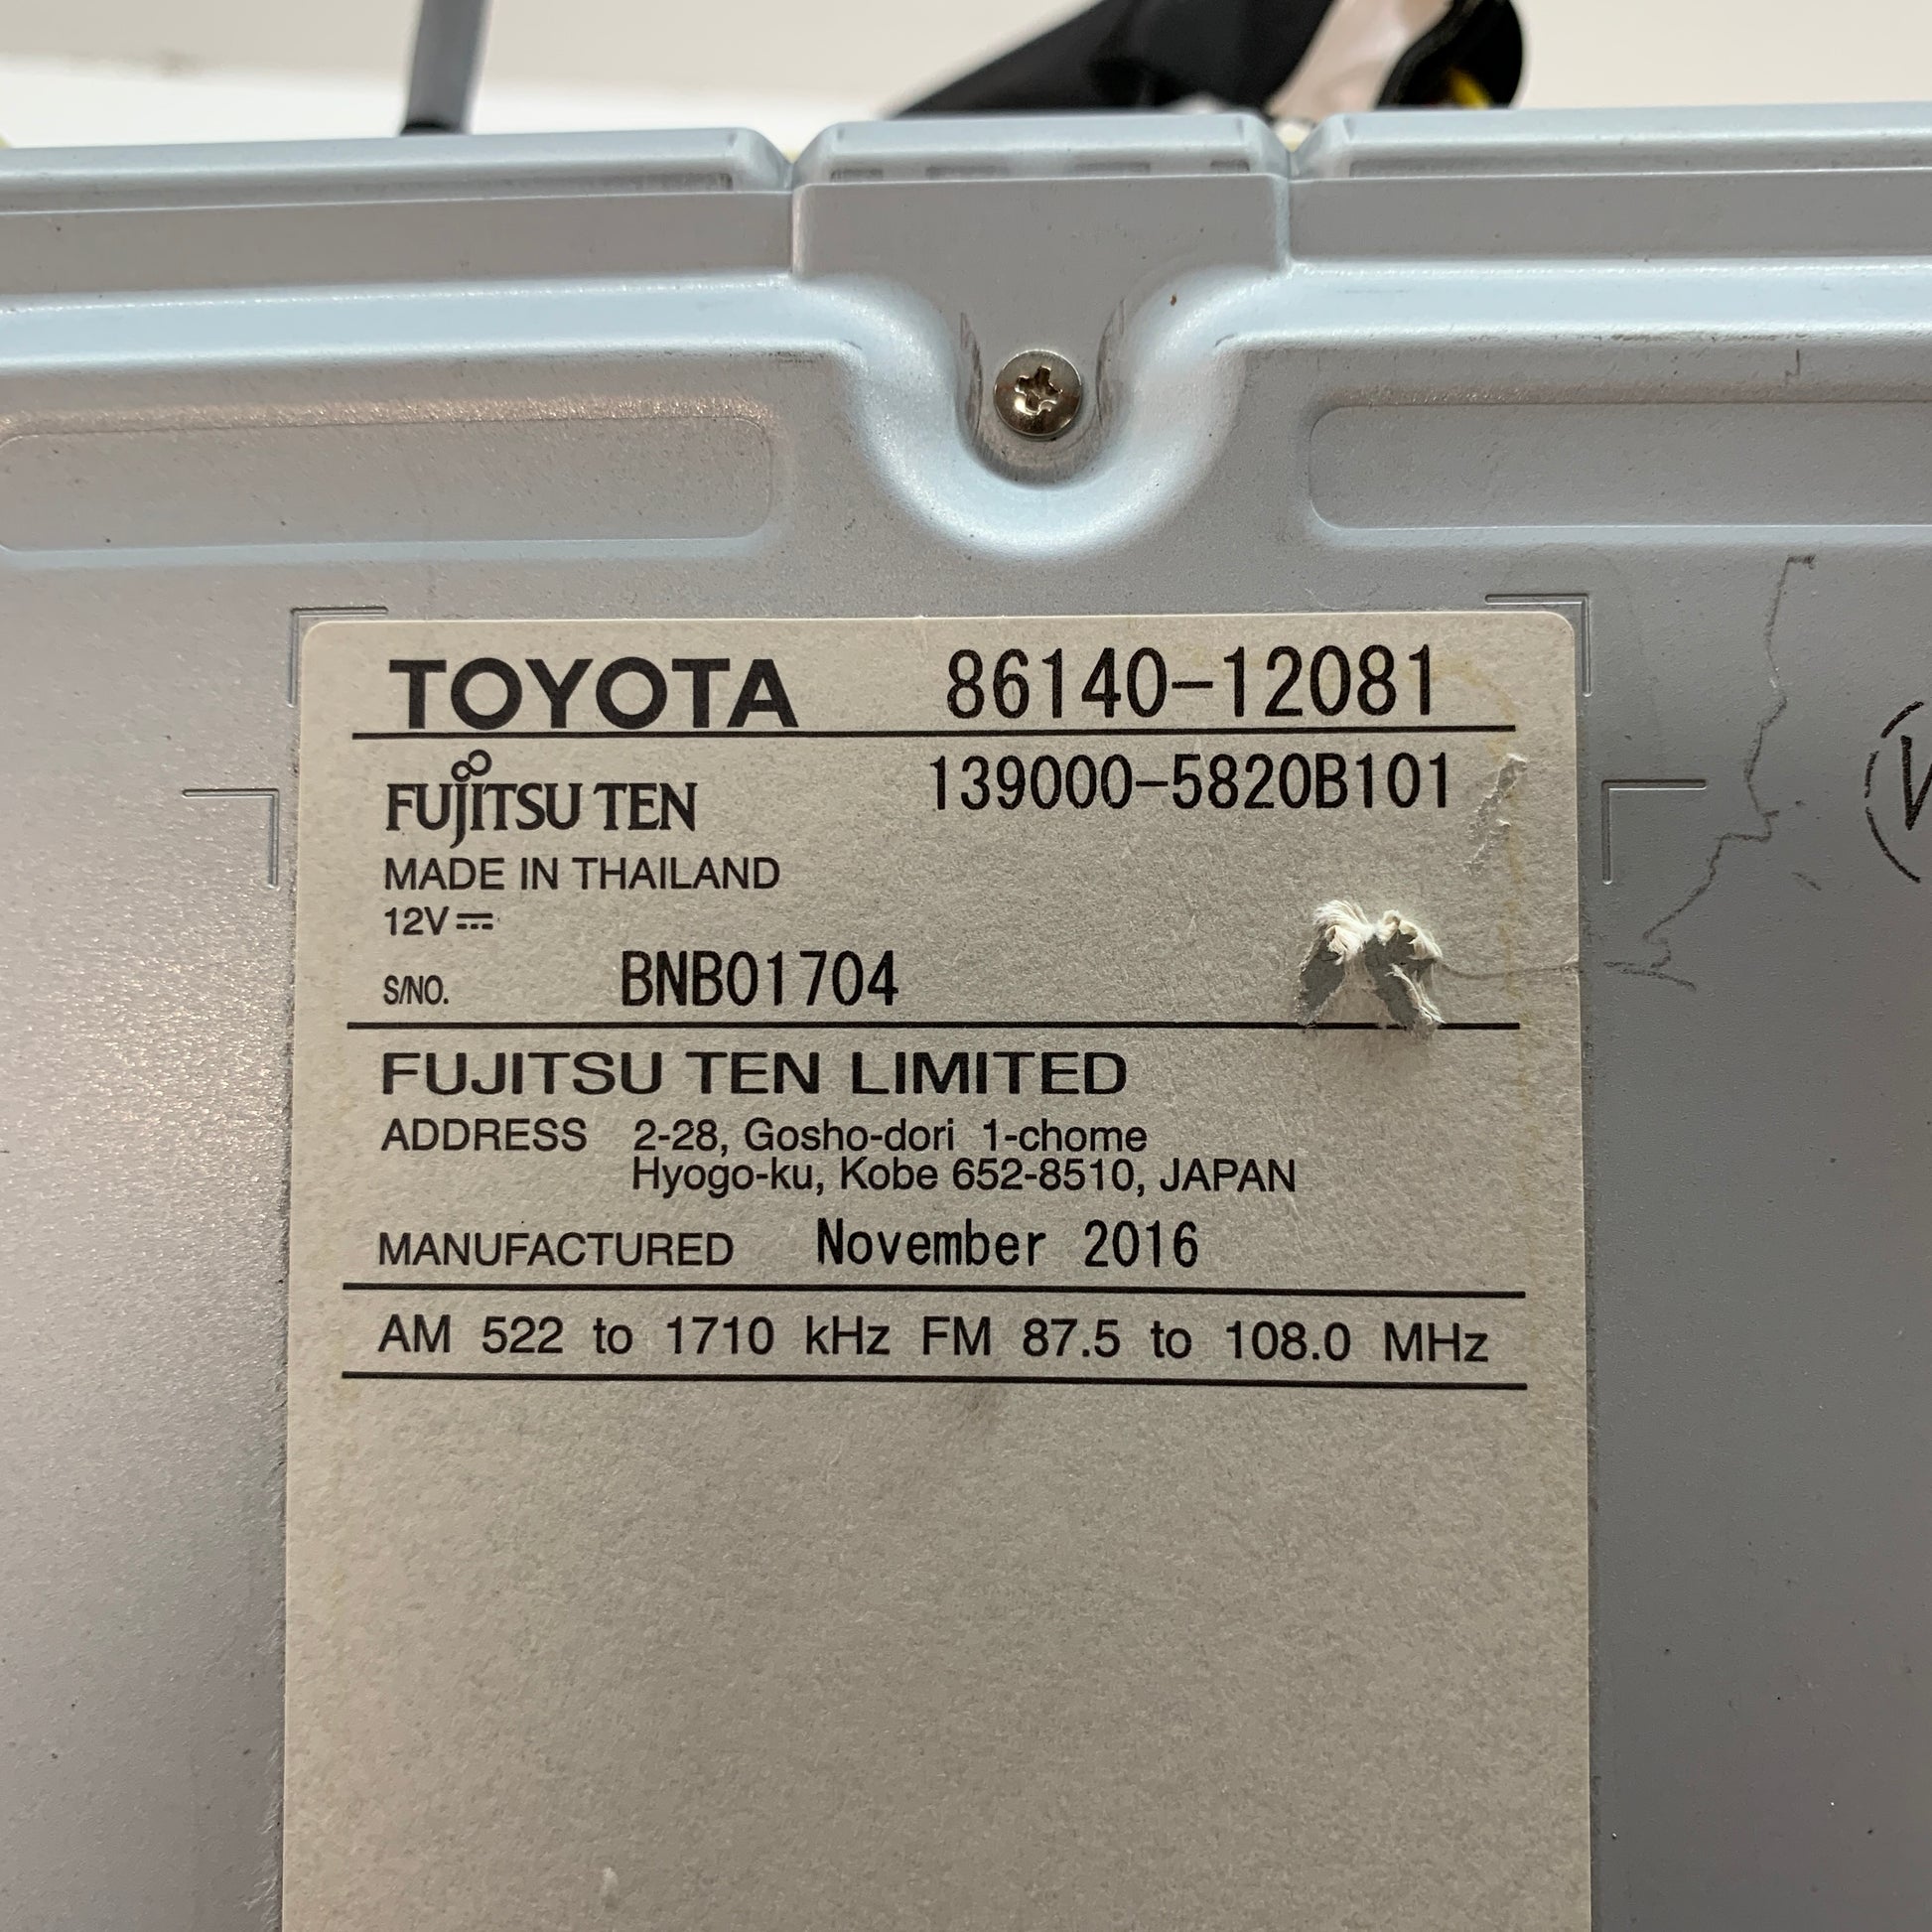 TOYOTA 86140-12081
FUJITSU TEN 139000-5820B101
MADE IN THAILAND
12V⎓
S/NO. BNB01704
FUJITSU TEN LIMITED
ADDRESS 2-28, Gosho-dori 1-chome
Hyogo-ku, Kobe 652-8510, JAPAN
MANUFACTURED November 2016
AM 522 to 1710 kHz FM 87.5 to 108.0 MHz